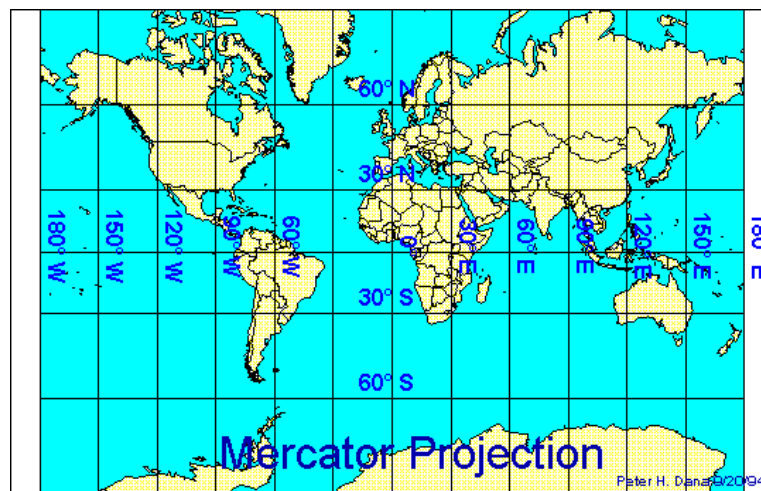 60° N
30° N
180° W
150° W
120° W
90° W
60° W
0°
30° E
60° E
90° E
120° E
150° E
180 E
30° S
60° S
Mercator Projection
Peter H. Dana 9/20/94